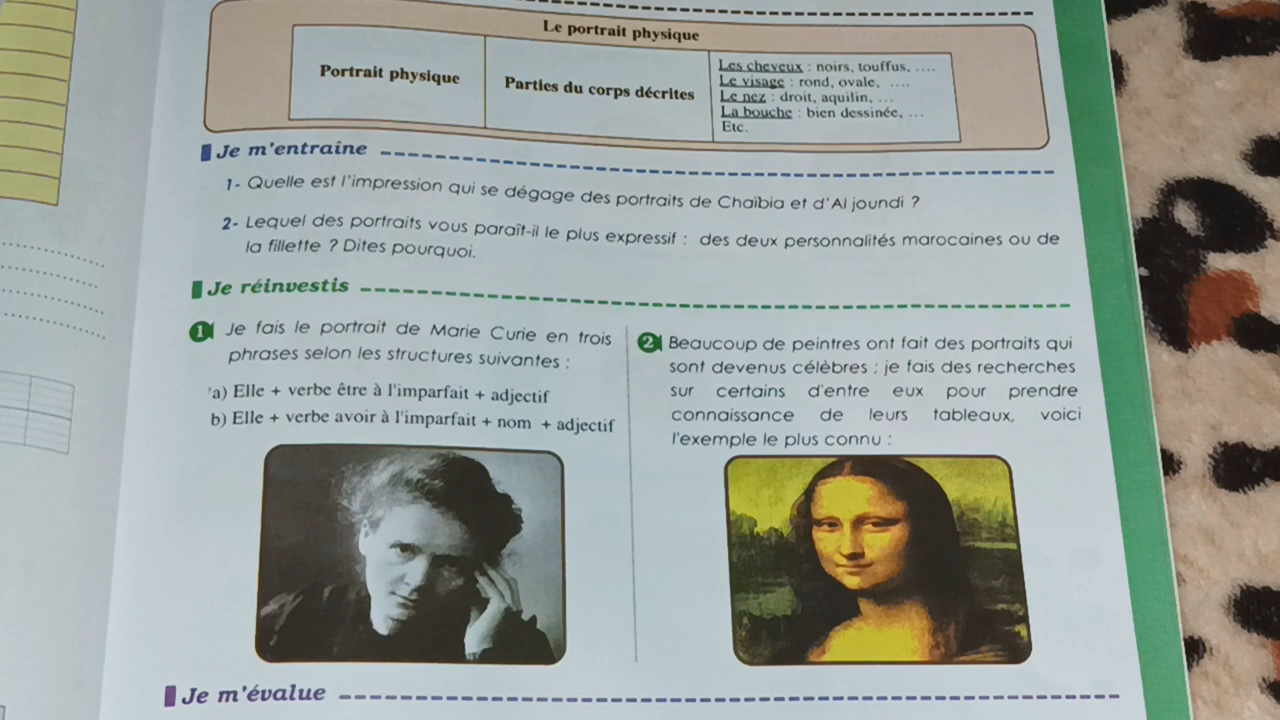 Le portrait physique
Portrait physique
Parties du corps décrites
Les cheveux : noirs, touffus, ....
Le visage : rond, ovale, ....
Le nez : droit, aquilin, ...
La bouche : bien dessinée, ...
Etc.
Je m'entraîne
1- Quelle est l'impression qui se dégage des portraits de Chaïbia et d'Al joundi ?
2- Lequel des portraits vous paraît-il le plus expressif : des deux personnalités marocaines ou de
la fillette ? Dites pourquoi.
Je réinvestis
1 Je fais le portrait de Marie Curie en trois
phrases selon les structures suivantes :
a) Elle + verbe être à l'imparfait + adjectif
b) Elle + verbe avoir à l'imparfait + nom + adjectif
2 Beaucoup de peintres ont fait des portraits qui
sont devenus célèbres ; je fais des recherches
sur certains d'entre eux pour prendre
connaissance de leurs tableaux, voici
l'exemple le plus connu :
Je m'évalue